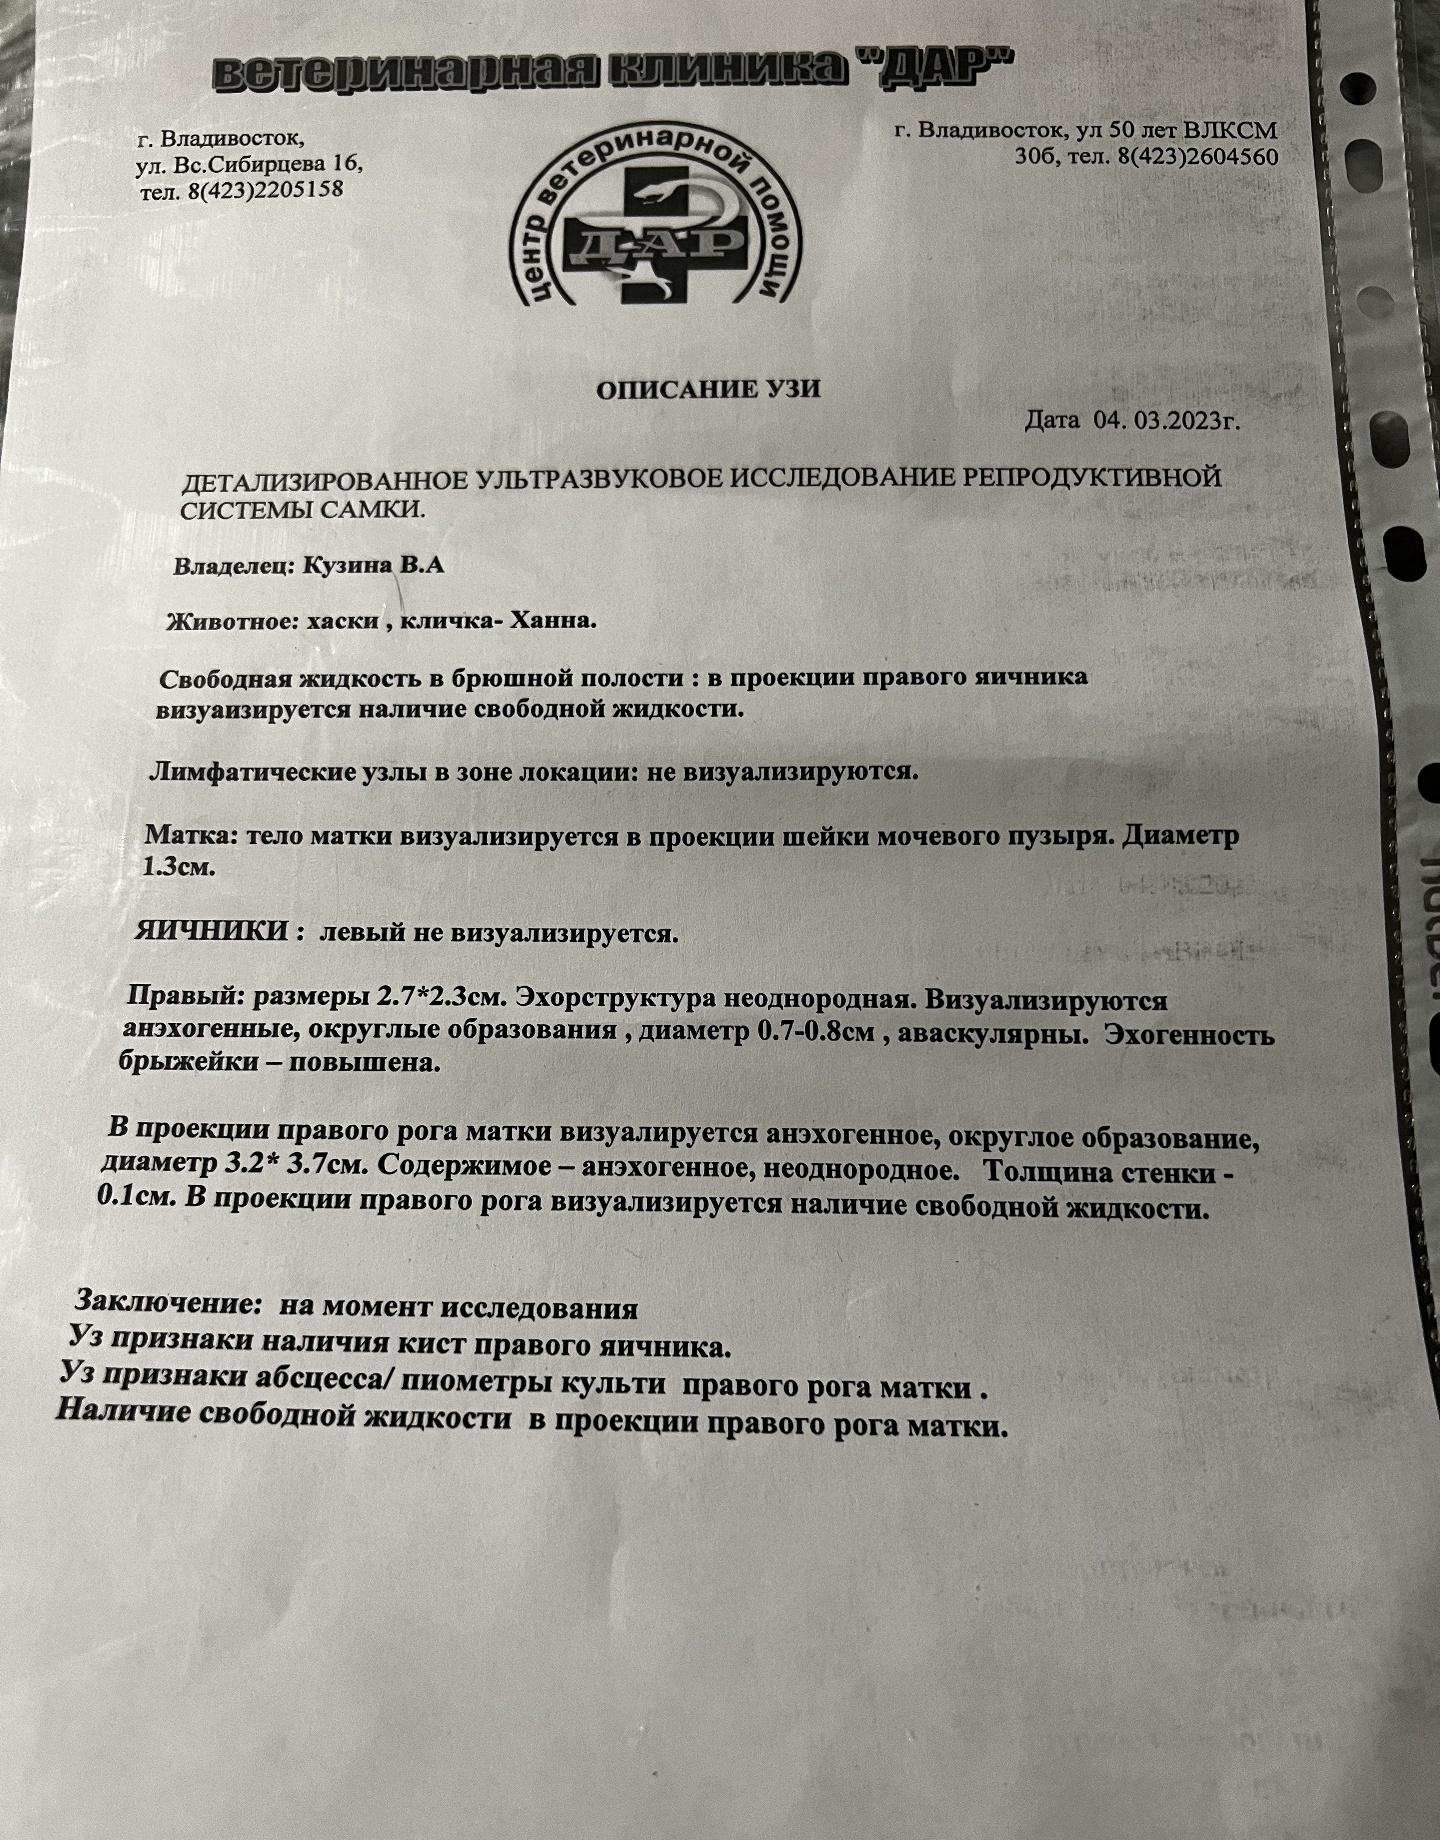 ветеринарная клиника "ДАР"
г. Владивосток,
ул. Вс.Сибирцева 16,
тел. 8(423)2205158
центр ветеринарной помощи
ДАР
г. Владивосток, ул 50 лет ВЛКСМ
30б, тел. 8(423)2604560
ОПИСАНИЕ УЗИ
Дата 04. 03.2023г.
ДЕТАЛИЗИРОВАННОЕ УЛЬТРАЗВУКОВОЕ ИССЛЕДОВАНИЕ РЕПРОДУКТИВНОЙ
СИСТЕМЫ САМКИ.
Владелец: Кузина В.А
Животное: хаски , кличка- Ханна.
Свободная жидкость в брюшной полости : в проекции правого яичника
визуаизируется наличие свободной жидкости.
Лимфатические узлы в зоне локации: не визуализируются.
Матка: тело матки визуализируется в проекции шейки мочевого пузыря. Диаметр
1.3см.
ЯИЧНИКИ : левый не визуализируется.
Правый: размеры 2.7*2.3см. Эхорструктура неоднородная. Визуализируются
анэхогенные, округлые образования , диаметр 0.7-0.8см , аваскулярны. Эхогенность
брыжейки – повышена.
В проекции правого рога матки визуалируется анэхогенное, округлое образование,
диаметр 3.2* 3.7см. Содержимое – анэхогенное, неоднородное. Толщина стенки -
0.1см. В проекции правого рога визуализируется наличие свободной жидкости.
Заключение: на момент исследования
Уз признаки наличия кист правого яичника.
Уз признаки абсцесса/ пиометры культи правого рога матки .
Наличие свободной жидкости в проекции правого рога матки.